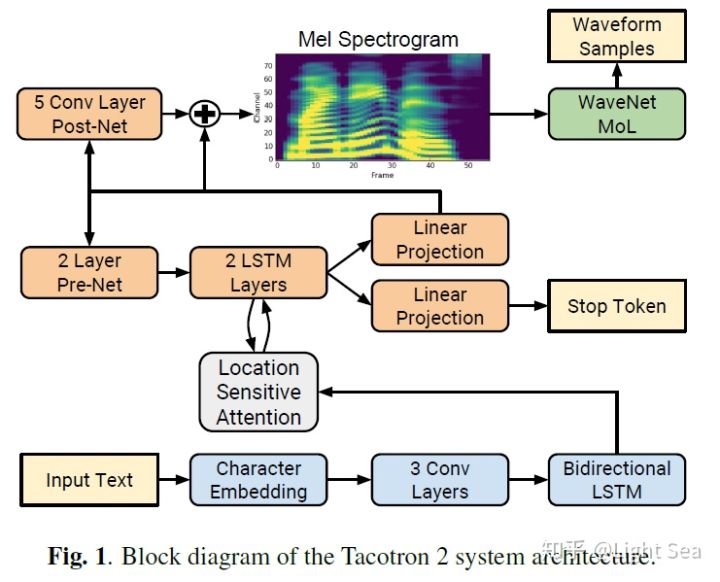 Waveform
Samples
Mel Spectrogram
5 Conv Layer
Post-Net
70
60
50
40
30
20
10
0
Channel
0
10
20
30
40
50
Frame
WaveNet
MoL
2 Layer
Pre-Net
2 LSTM
Layers
Linear
Projection
Linear
Projection
Stop Token
Location
Sensitive
Attention
Input Text
Character
Embedding
3 Conv
Layers
Bidirectional
LSTM
Fig. 1. Block diagram of the Tacotron 2 system architecture.
知乎 @Light Sea